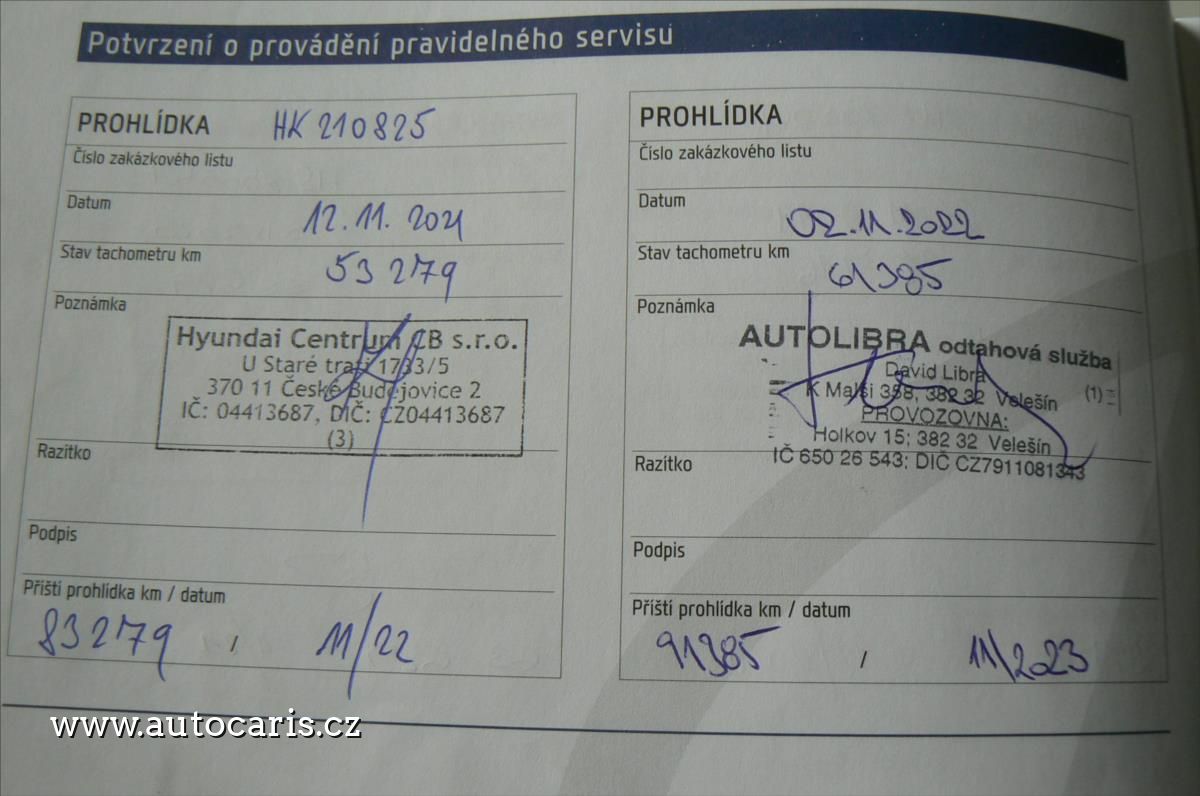 Potvrzení o provádění pravidelného servisu
PROHLÍDKA HK 210825
Číslo zakázkového listu
Datum 12.11. 2021
Stav tachometru km 53 279
Poznámka
Hyundai Centrum CB s.r.o.
U Staré trati 1733/5
370 11 České Budějovice 2
IČ: 04413687, DIČ: CZ04413687
(3)
Razítko
Podpis
Příští prohlídka km / datum
83279 / 11/22
PROHLÍDKA
Číslo zakázkového listu
Datum 02.11.2022
Stav tachometru km 61385
Poznámka
AUTOLIBRA odtahová služba
David Libra (1)
K Malši 358, 382 32 Velešín
PROVOZOVNA:
Holkov 15; 382 32 Velešín
IČ 650 26 543; DIČ CZ7911081343
Razítko
Podpis
Příští prohlídka km / datum
91385 / 11/2023
www.autocaris.cz